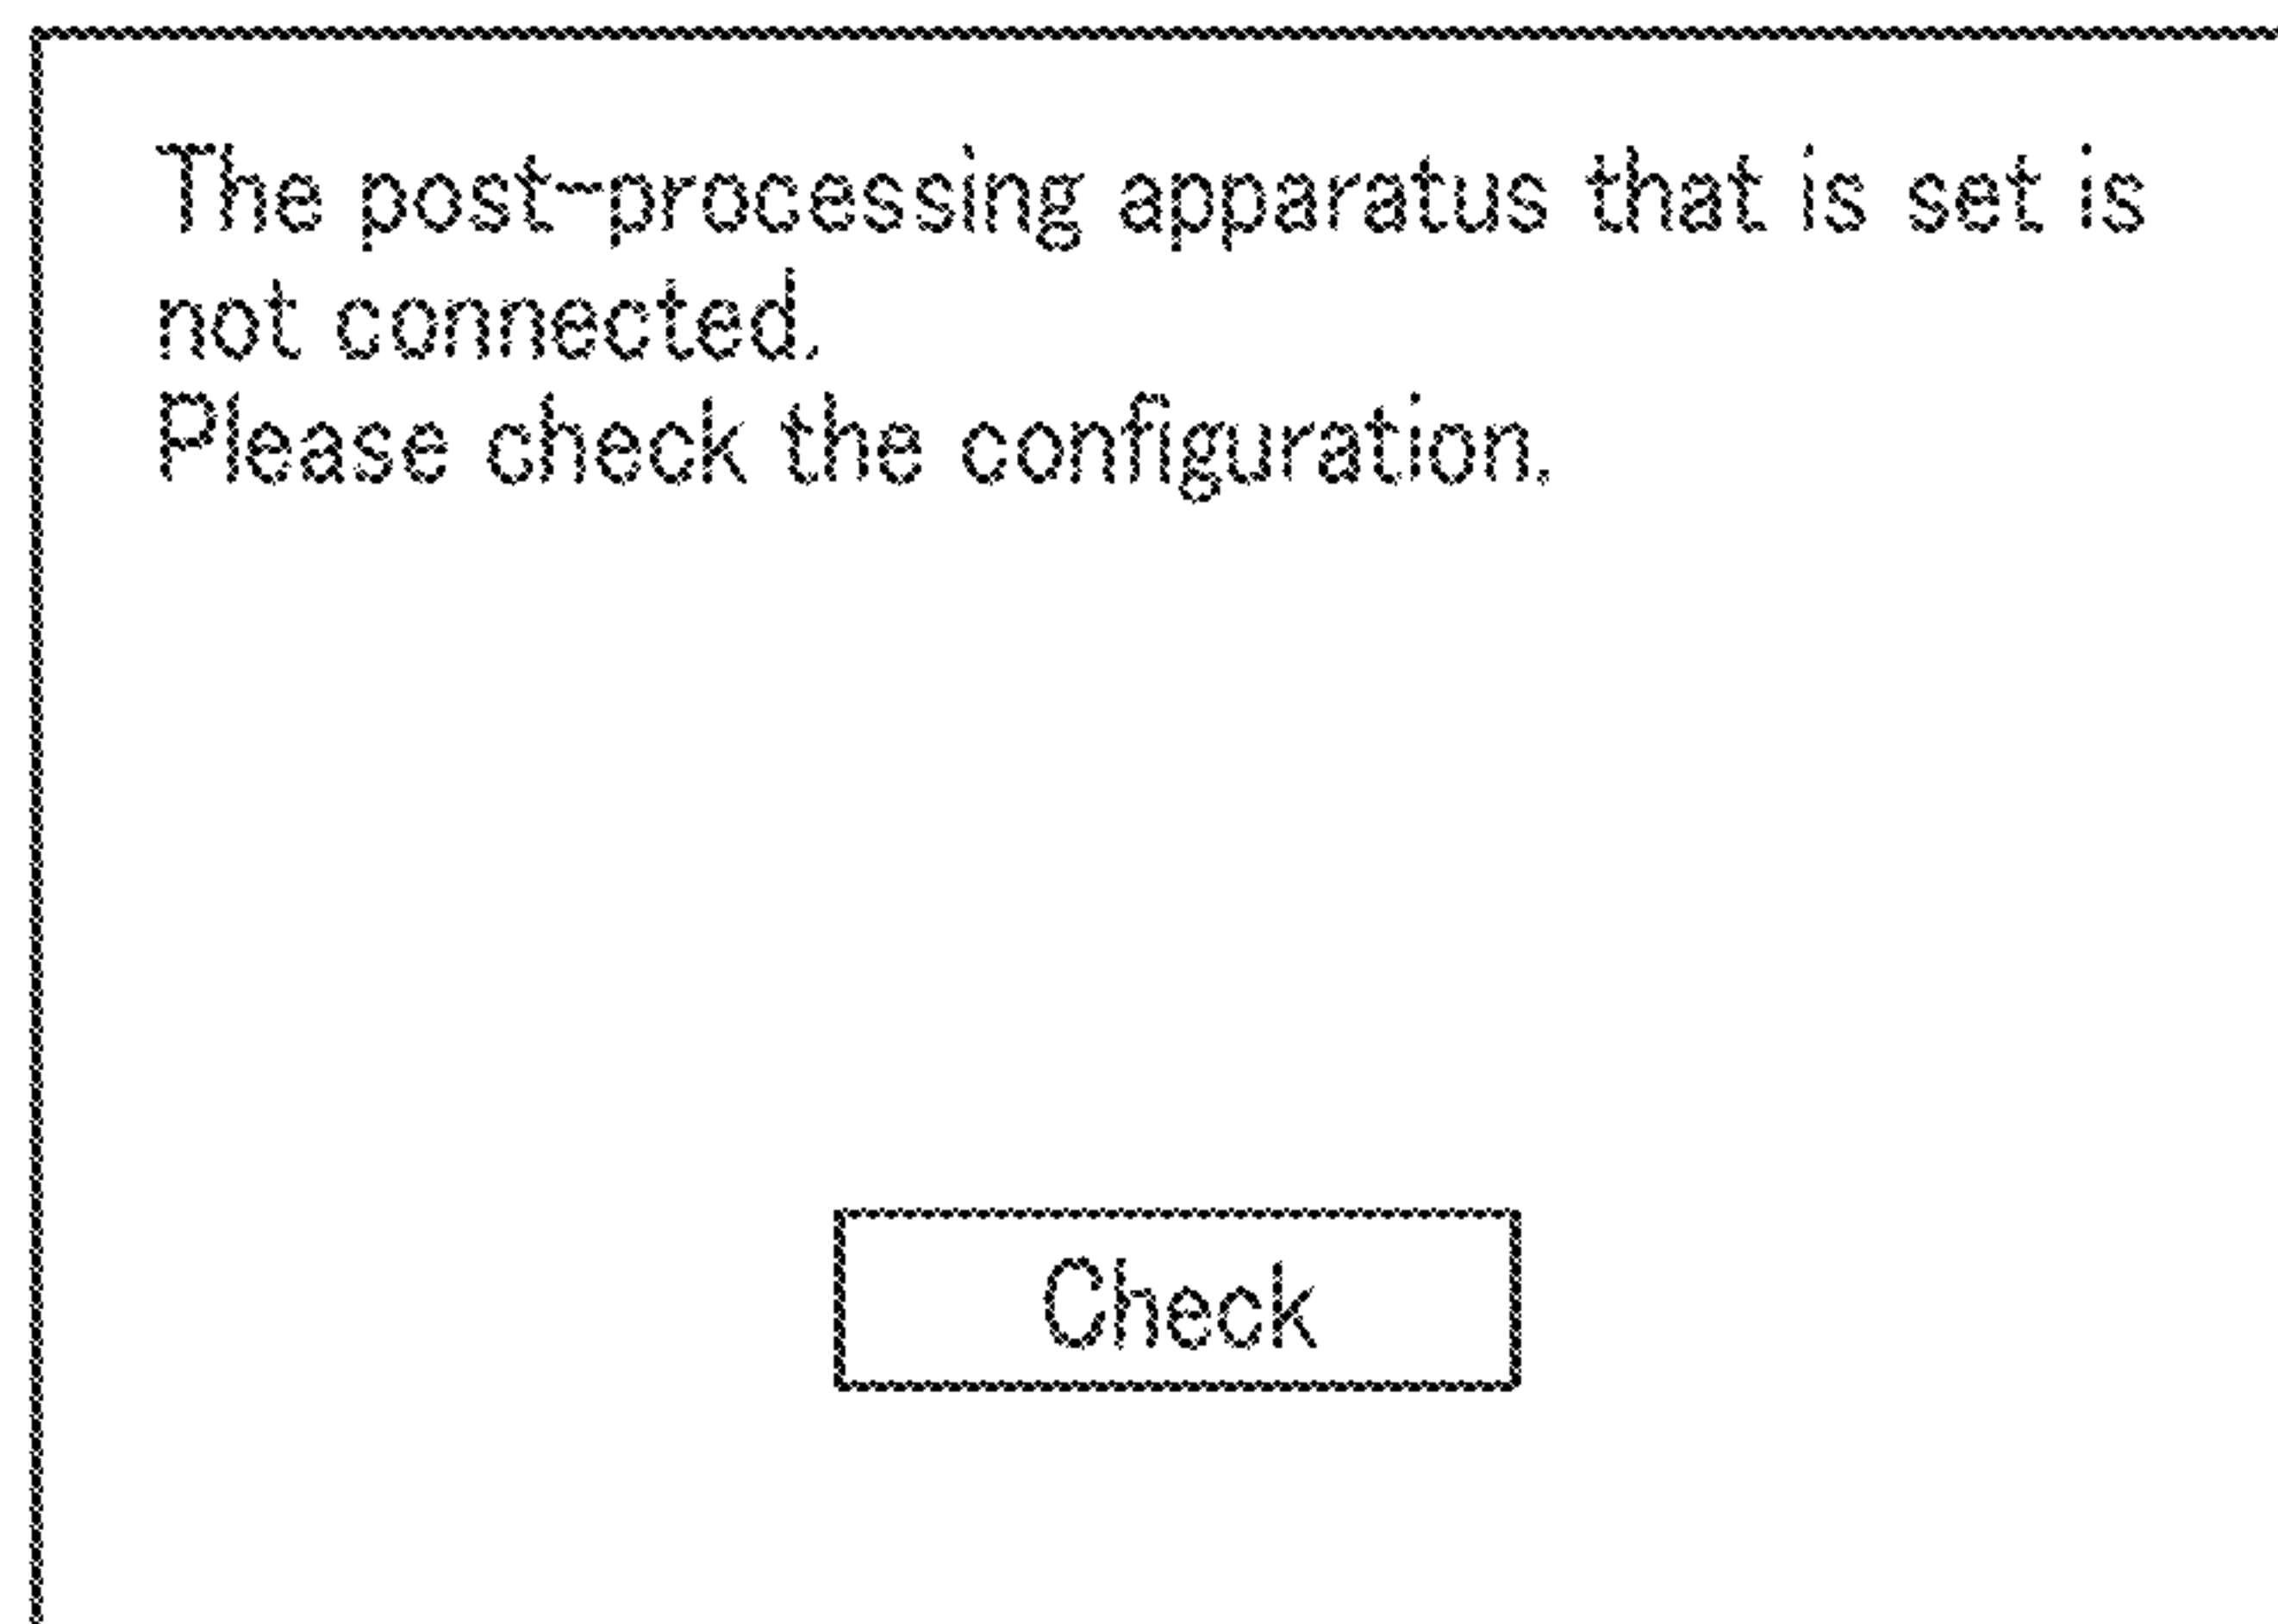 The post-processing apparatus that is set is
not connected.
Please check the configuration.
Check